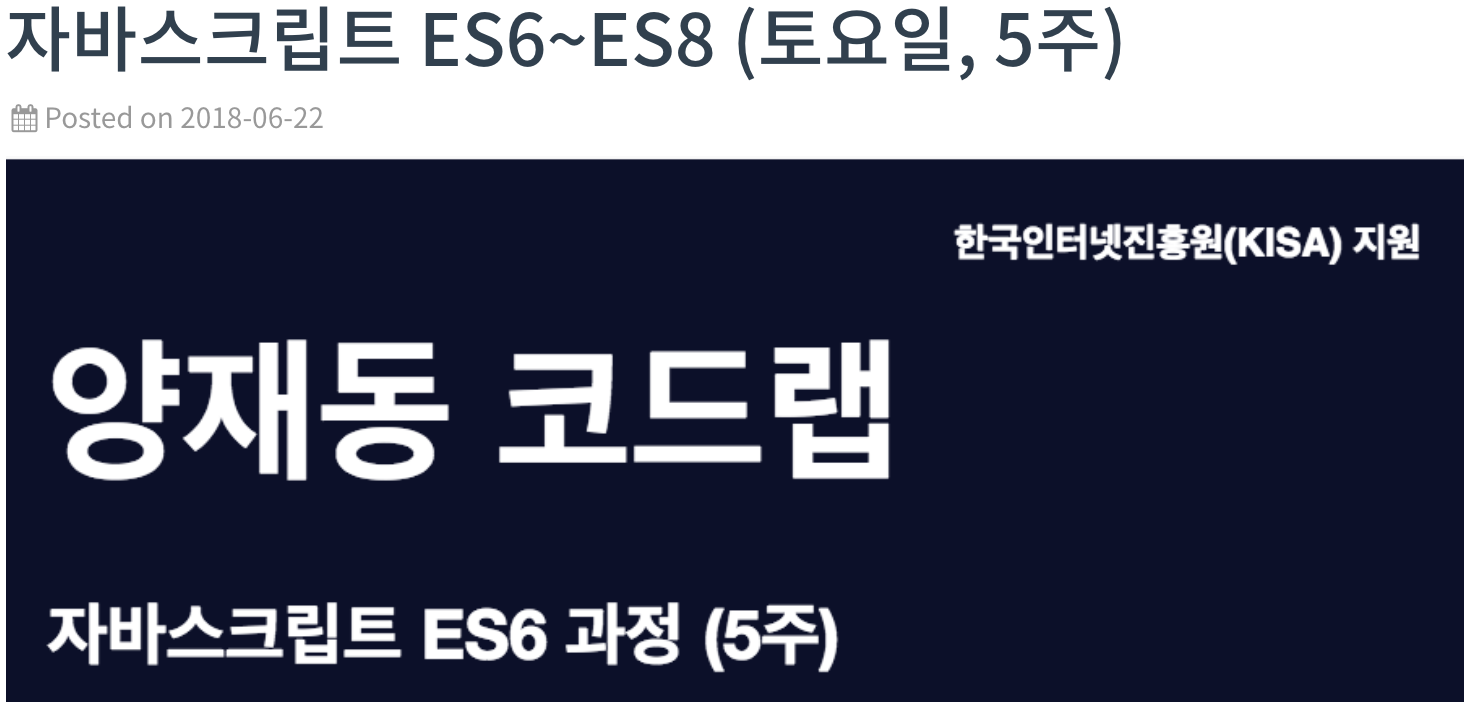 자바스크립트 ES6~ES8 (토요일, 5주)
Posted on 2018-06-22
한국인터넷진흥원(KISA) 지원
양재동 코드랩
자바스크립트 ES6 과정 (5주)